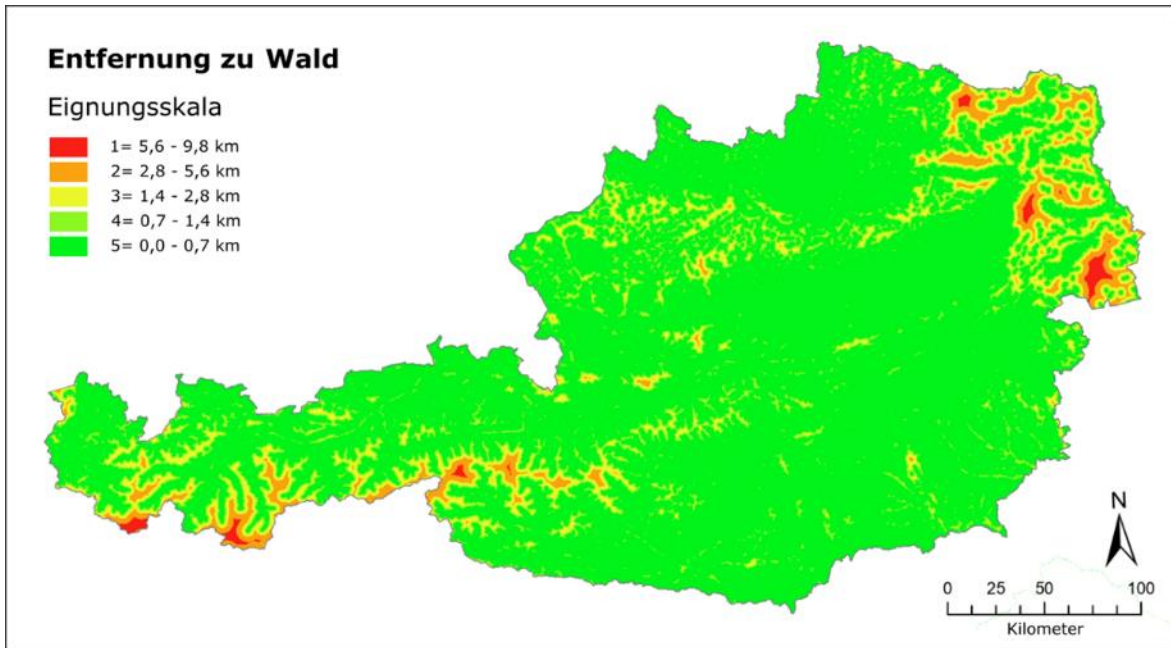 Entfernung zu Wald
Eignungsskala
1= 5,6 - 9,8 km
2= 2,8 - 5,6 km
3= 1,4 - 2,8 km
4= 0,7 - 1,4 km
5= 0,0 - 0,7 km
N
0 25 50 100
Kilometer